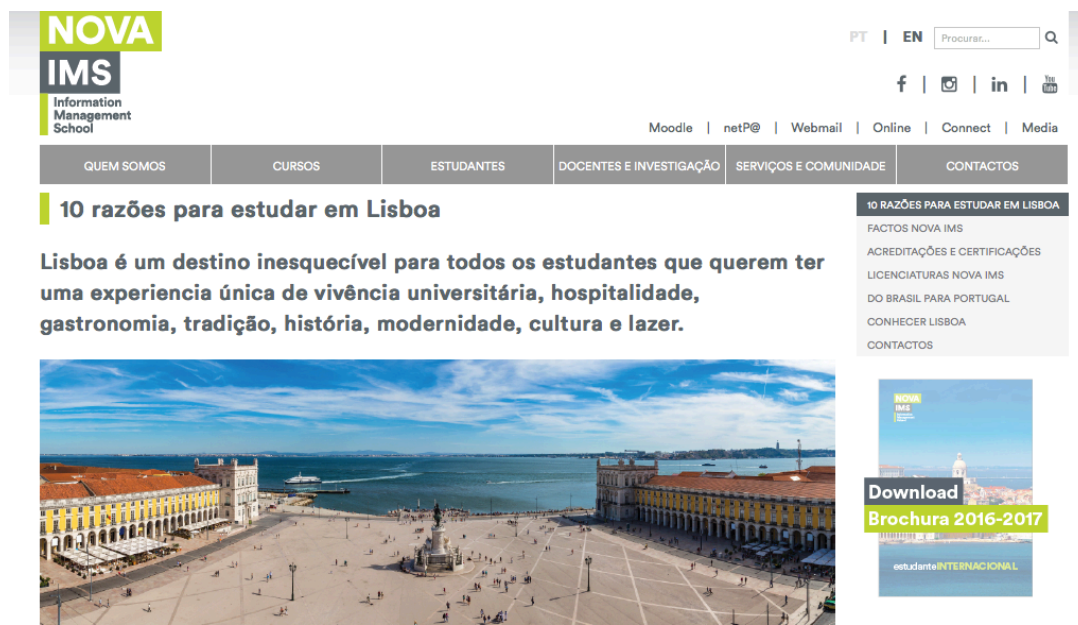 NOVA
IMS
Information
Management
School
PT | EN Procurar...
You
Tube
Moodle | netP@ | Webmail | Online | Connect | Media
QUEM SOMOS CURSOS ESTUDANTES DOCENTES E INVESTIGAÇÃO SERVIÇOS E COMUNIDADE CONTACTOS
10 razões para estudar em Lisboa
Lisboa é um destino inesquecível para todos os estudantes que querem ter
uma experiencia única de vivência universitária, hospitalidade,
gastronomia, tradição, história, modernidade, cultura e lazer.
10 RAZÕES PARA ESTUDAR EM LISBOA
FACTOS NOVA IMS
ACREDITAÇÕES E CERTIFICAÇÕES
LICENCIATURAS NOVA IMS
DO BRASIL PARA PORTUGAL
CONHECER LISBOA
CONTACTOS
NOVA
IMS
Download
Brochura 2016-2017
estudanteINTERNACIONAL